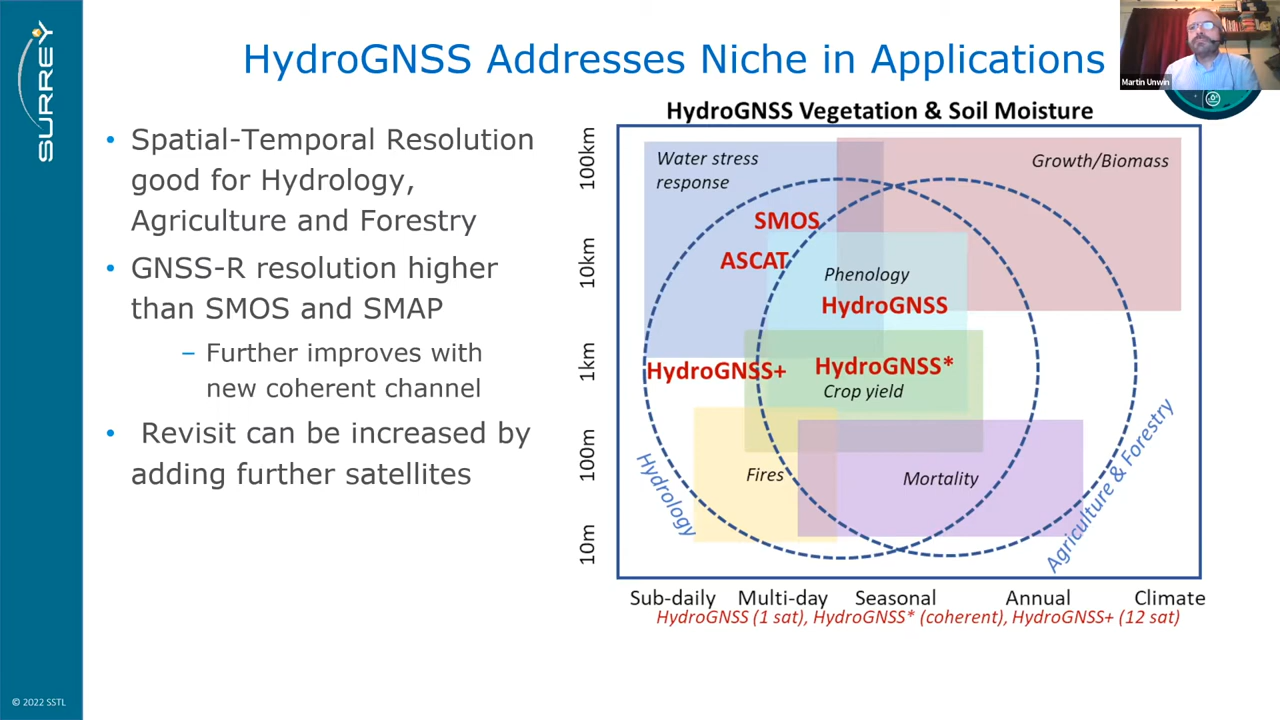 SURREY
HydroGNSS Addresses Niche in Applications
Martin Unwin
• Spatial-Temporal Resolution
good for Hydrology,
Agriculture and Forestry
• GNSS-R resolution higher
than SMOS and SMAP
– Further improves with
new coherent channel
• Revisit can be increased by
adding further satellites
HydroGNSS Vegetation & Soil Moisture
100km
10km
1km
100m
10m
Water stress
response
Growth/Biomass
SMOS
ASCAT
Phenology
HydroGNSS
HydroGNSS+
HydroGNSS*
Crop yield
Fires
Mortality
Hydrology
Agriculture & Forestry
Sub-daily Multi-day Seasonal Annual Climate
HydroGNSS (1 sat), HydroGNSS* (coherent), HydroGNSS+ (12 sat)
© 2022 SSTL